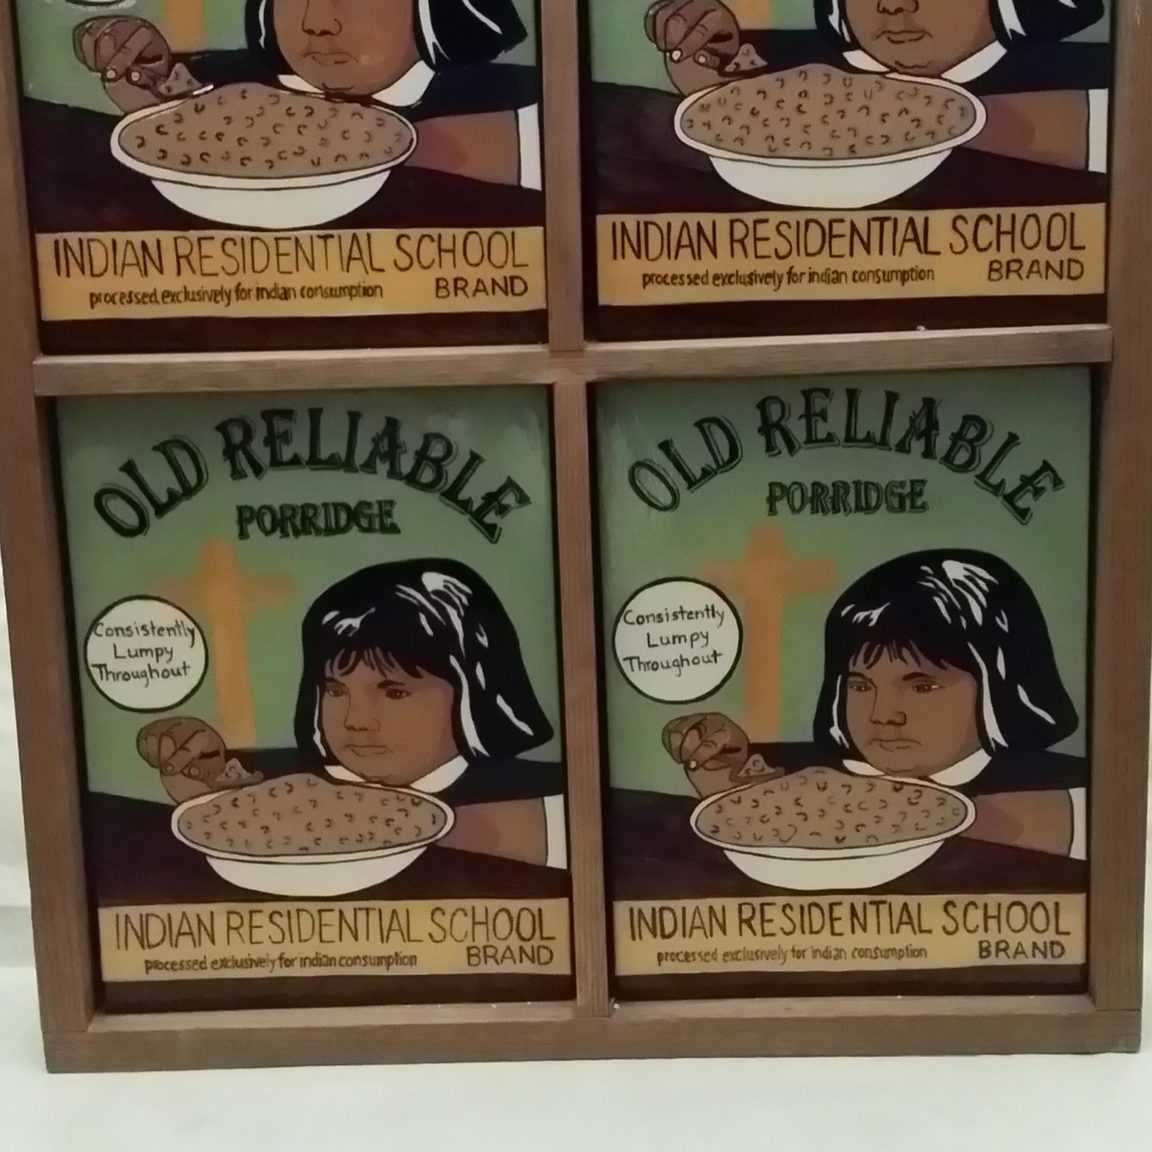 INDIAN RESIDENTIAL SCHOOL
processed exclusively for indian consumption
BRAND
INDIAN RESIDENTIAL SCHOOL
processed exclusively for indian consumption
BRAND
OLD RELIABLE
PORRIDGE
Consistently
Lumpy
Throughout
INDIAN RESIDENTIAL SCHOOL
processed exclusively for indian consumption
BRAND
OLD RELIABLE
PORRIDGE
Consistently
Lumpy
Throughout
INDIAN RESIDENTIAL SCHOOL
processed exclusively for indian consumption
BRAND